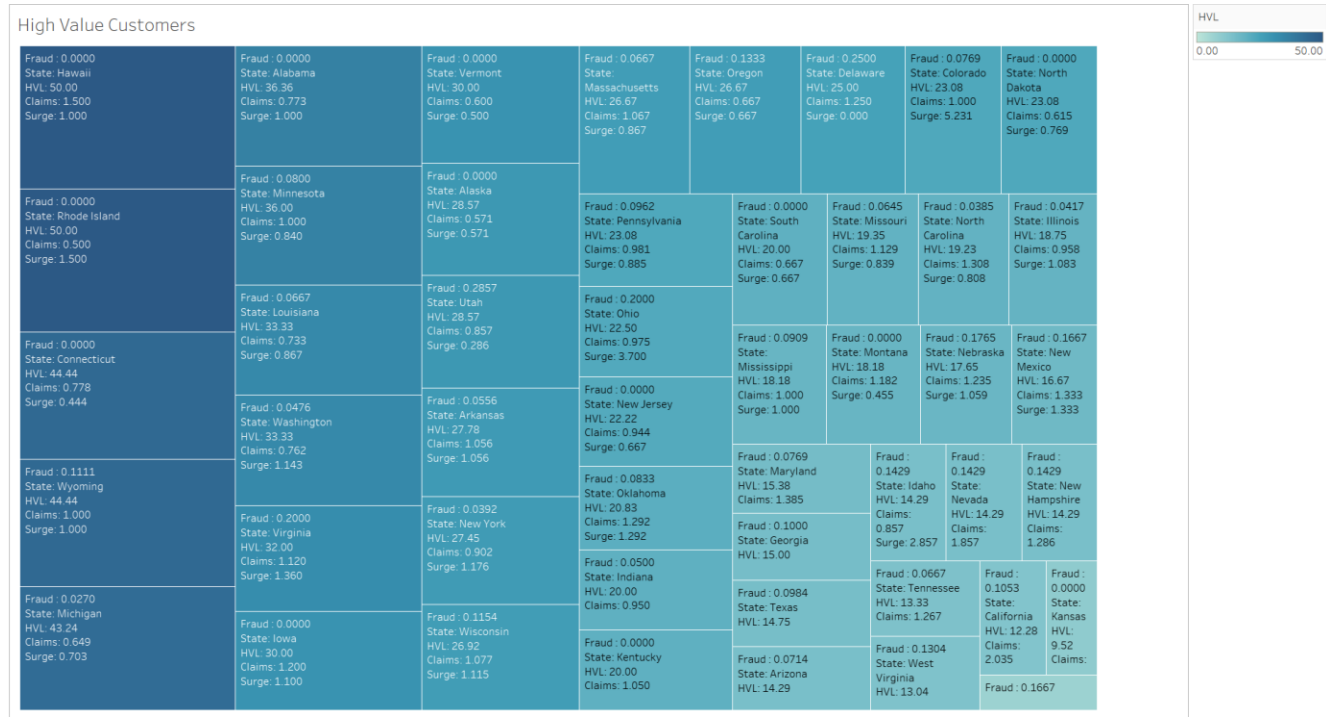 High Value Customers
Fraud : 0.0000
State: Hawaii
HVL: 50.00
Claims: 1.500
Surge: 1.000
Fraud : 0.0000
State: Rhode Island
HVL: 50.00
Claims: 0.500
Surge: 1.500
Fraud : 0.0000
State: Connecticut
HVL: 44.44
Claims: 0.778
Surge: 0.444
Fraud : 0.1111
State: Wyoming
HVL: 44.44
Claims: 1.000
Surge: 1.000
Fraud : 0.0270
State: Michigan
HVL: 43.24
Claims: 0.649
Surge: 0.703
Fraud : 0.0000
State: Alabama
HVL: 36.36
Claims: 0.773
Surge: 1.000
Fraud : 0.0800
State: Minnesota
HVL: 36.00
Claims: 1.000
Surge: 0.840
Fraud : 0.0667
State: Louisiana
HVL: 33.33
Claims: 0.733
Surge: 0.867
Fraud : 0.0476
State: Washington
HVL: 33.33
Claims: 0.762
Surge: 1.143
Fraud : 0.2000
State: Virginia
HVL: 32.00
Claims: 1.120
Surge: 1.360
Fraud : 0.0000
State: Iowa
HVL: 30.00
Claims: 1.200
Surge: 1.100
Fraud : 0.0000
State: Vermont
HVL: 30.00
Claims: 0.600
Surge: 0.500
Fraud : 0.0000
State: Alaska
HVL: 28.57
Claims: 0.571
Surge: 0.571
Fraud : 0.2857
State: Utah
HVL: 28.57
Claims: 0.857
Surge: 0.286
Fraud : 0.0556
State: Arkansas
HVL: 27.78
Claims: 1.056
Surge: 1.056
Fraud : 0.0392
State: New York
HVL: 27.45
Claims: 0.902
Surge: 1.176
Fraud : 0.1154
State: Wisconsin
HVL: 26.92
Claims: 1.077
Surge: 1.115
Fraud : 0.0667
State:
Massachusetts
HVL: 26.67
Claims: 1.067
Surge: 0.867
Fraud : 0.1333
State: Oregon
HVL: 26.67
Claims: 0.667
Surge: 0.667
Fraud : 0.2500
State: Delaware
HVL: 25.00
Claims: 1.250
Surge: 0.000
Fraud : 0.0769
State: Colorado
HVL: 23.08
Claims: 1.000
Surge: 5.231
Fraud : 0.0000
State: North
Dakota
HVL: 23.08
Claims: 0.615
Surge: 0.769
Fraud : 0.0962
State: Pennsylvania
HVL: 23.08
Claims: 0.981
Surge: 0.885
Fraud : 0.2000
State: Ohio
HVL: 22.50
Claims: 0.975
Surge: 3.700
Fraud : 0.0000
State: New Jersey
HVL: 22.22
Claims: 0.944
Surge: 0.667
Fraud : 0.0833
State: Oklahoma
HVL: 20.83
Claims: 1.292
Surge: 1.292
Fraud : 0.0500
State: Indiana
HVL: 20.00
Claims: 0.950
Fraud : 0.0000
State: Kentucky
HVL: 20.00
Claims: 1.050
Fraud : 0.0000
State: South
Carolina
HVL: 20.00
Claims: 0.667
Surge: 0.667
Fraud : 0.0645
State: Missouri
HVL: 19.35
Claims: 1.129
Surge: 0.839
Fraud : 0.0385
State: North
Carolina
HVL: 19.23
Claims: 1.308
Surge: 0.808
Fraud : 0.0417
State: Illinois
HVL: 18.75
Claims: 0.958
Surge: 1.083
Fraud : 0.0909
State:
Mississippi
HVL: 18.18
Claims: 1.000
Surge: 1.000
Fraud : 0.0000
State: Montana
HVL: 18.18
Claims: 1.182
Surge: 0.455
Fraud : 0.1765
State: Nebraska
HVL: 17.65
Claims: 1.235
Surge: 1.059
Fraud : 0.1667
State: New
Mexico
HVL: 16.67
Claims: 1.333
Surge: 1.333
Fraud : 0.0769
State: Maryland
HVL: 15.38
Claims: 1.385
Fraud : 0.1000
State: Georgia
HVL: 15.00
Fraud : 0.0984
State: Texas
HVL: 14.75
Fraud : 0.0714
State: Arizona
HVL: 14.29
Fraud :
0.1429
State: Idaho
HVL: 14.29
Claims:
0.857
Surge: 2.857
Fraud :
0.1429
State:
Nevada
HVL: 14.29
Claims:
1.857
Fraud :
0.1429
State: New
Hampshire
HVL: 14.29
Claims:
1.286
Fraud : 0.0667
State: Tennessee
HVL: 13.33
Claims: 1.267
Fraud : 0.1304
State: West
Virginia
HVL: 13.04
Fraud :
0.1053
State:
California
HVL: 12.28
Claims:
2.035
Fraud :
0.0000
State:
Kansas
HVL:
9.52
Claims:
Fraud : 0.1667
HVL
0.00
50.00